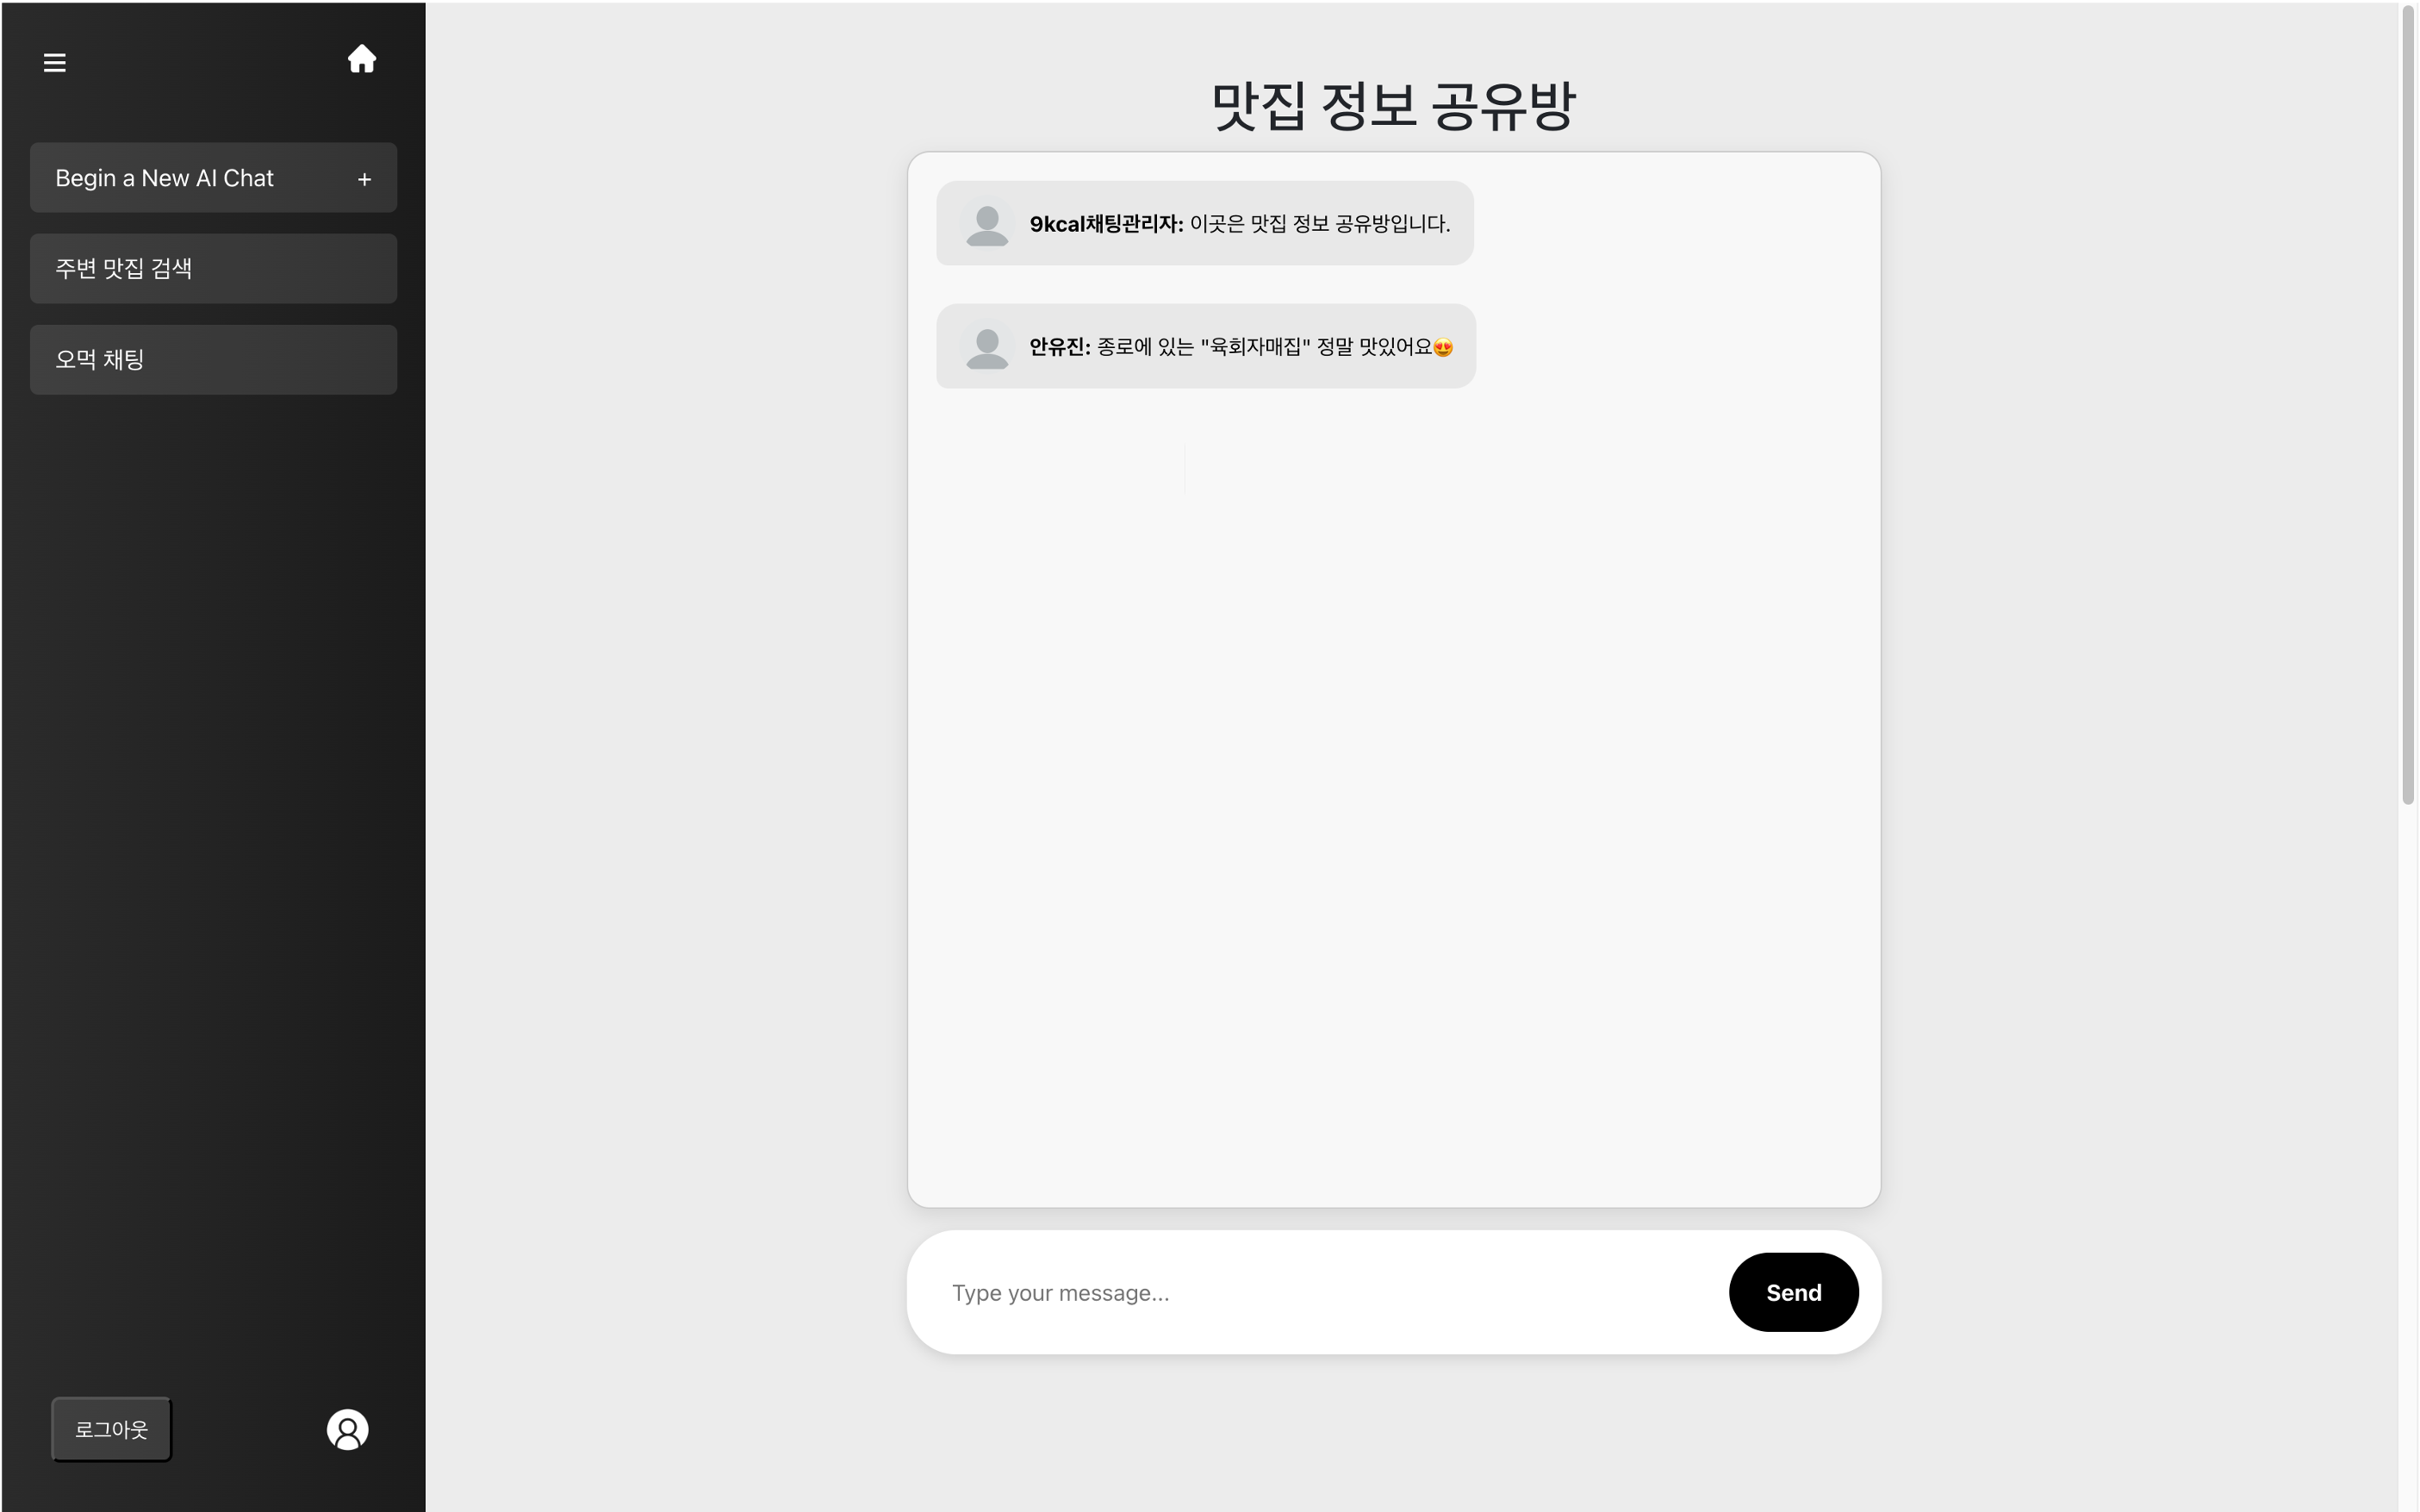 맛집 정보 공유방
Begin a New AI Chat +
주변 맛집 검색
오먹 채팅
9kcal채팅관리자: 이곳은 맛집 정보 공유방입니다.
안유진: 종로에 있는 "육회자매집" 정말 맛있어요😍
Type your message...
Send
로그아웃